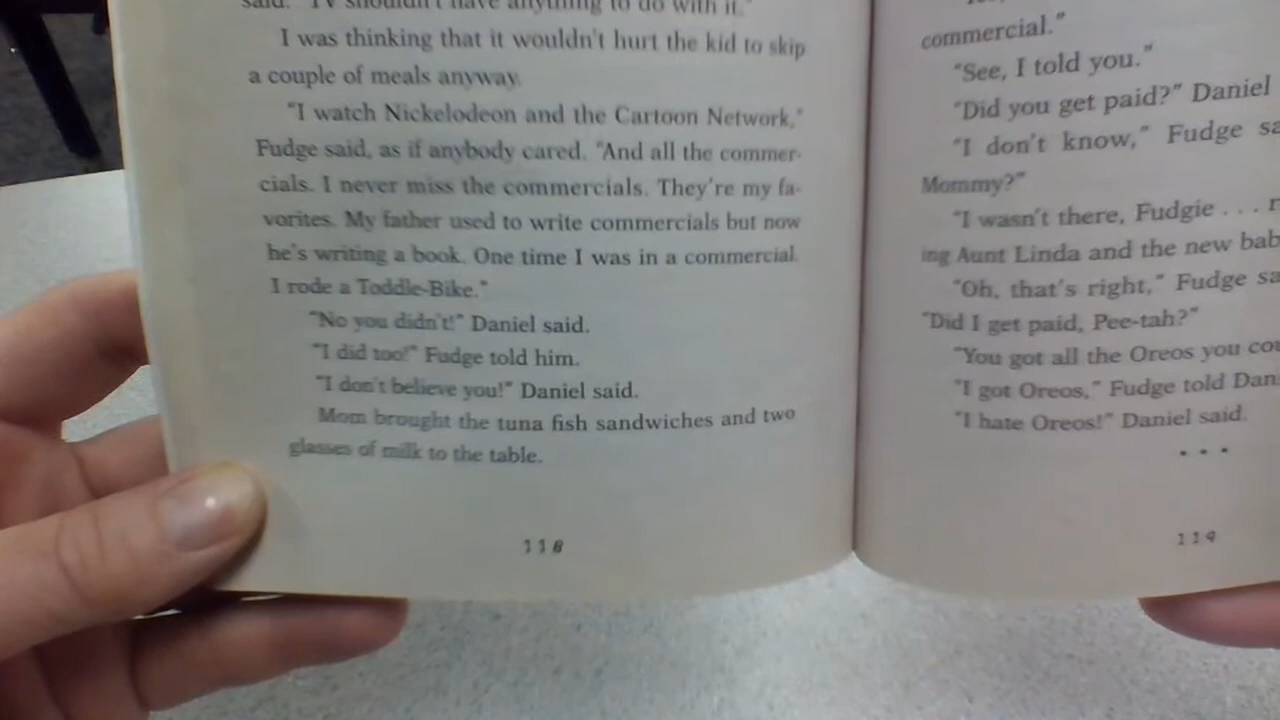 said. "TV shouldn't have anything to do with it."
I was thinking that it wouldn't hurt the kid to skip
a couple of meals anyway.
"I watch Nickelodeon and the Cartoon Network,"
Fudge said, as if anybody cared. "And all the commer-
cials. I never miss the commercials. They're my fa-
vorites. My father used to write commercials but now
he's writing a book. One time I was in a commercial.
I rode a Toddle-Bike."
"No you didn't!" Daniel said.
"I did too!" Fudge told him.
"I don't believe you!" Daniel said.
Mom brought the tuna fish sandwiches and two
glasses of milk to the table.
118
commercial."
"See, I told you."
"Did you get paid?" Daniel
"I don't know," Fudge sa
Mommy?"
"I wasn't there, Fudgie . . . r
ing Aunt Linda and the new bab
"Oh, that's right," Fudge sa
"Did I get paid, Pee-tah?"
"You got all the Oreos you cou
"I got Oreos," Fudge told Dan
"I hate Oreos!" Daniel said.
. . .
119